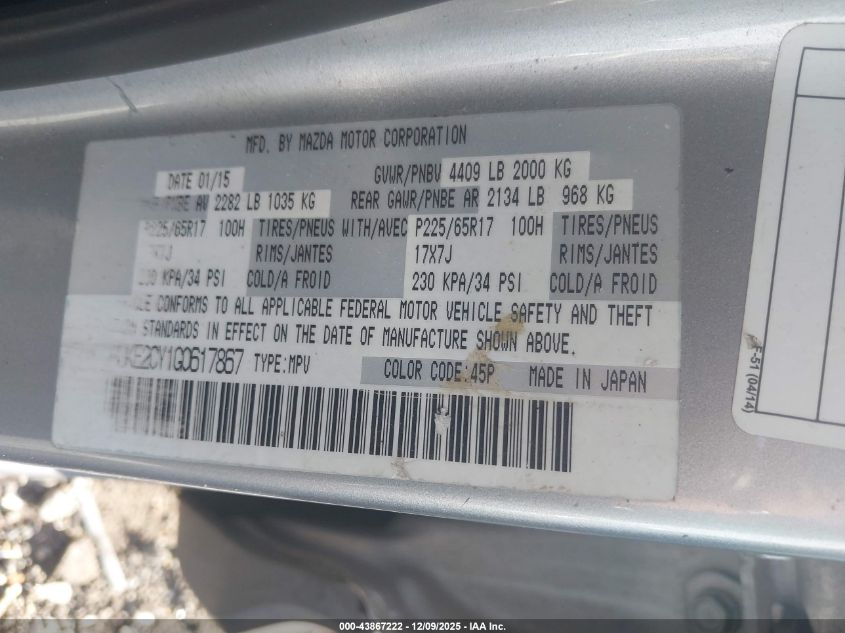 MFD. BY MAZDA MOTOR CORPORATION
DATE 01/15 GVWR/PNBV 4409 LB 2000 KG
AV 2282 LB 1035 KG REAR GAWR/PNBE AR 2134 LB 968 KG
P225/65R17 100H TIRES/PNEUS WITH/AVEC P225/65R17 100H TIRES/PNEUS
RIMS/JANTES 17X7J RIMS/JANTES
230 KPA/34 PSI COLD/A FROID 230 KPA/34 PSI COLD/A FROID
CONFORMS TO ALL APPLICABLE FEDERAL MOTOR VEHICLE SAFETY AND THEFT
STANDARDS IN EFFECT ON THE DATE OF MANUFACTURE SHOWN ABOVE.
TYPE:MPV COLOR CODE:45P MADE IN JAPAN
F-51 (04/14)
000-43867222 - 12/09/2025 - IAA Inc.